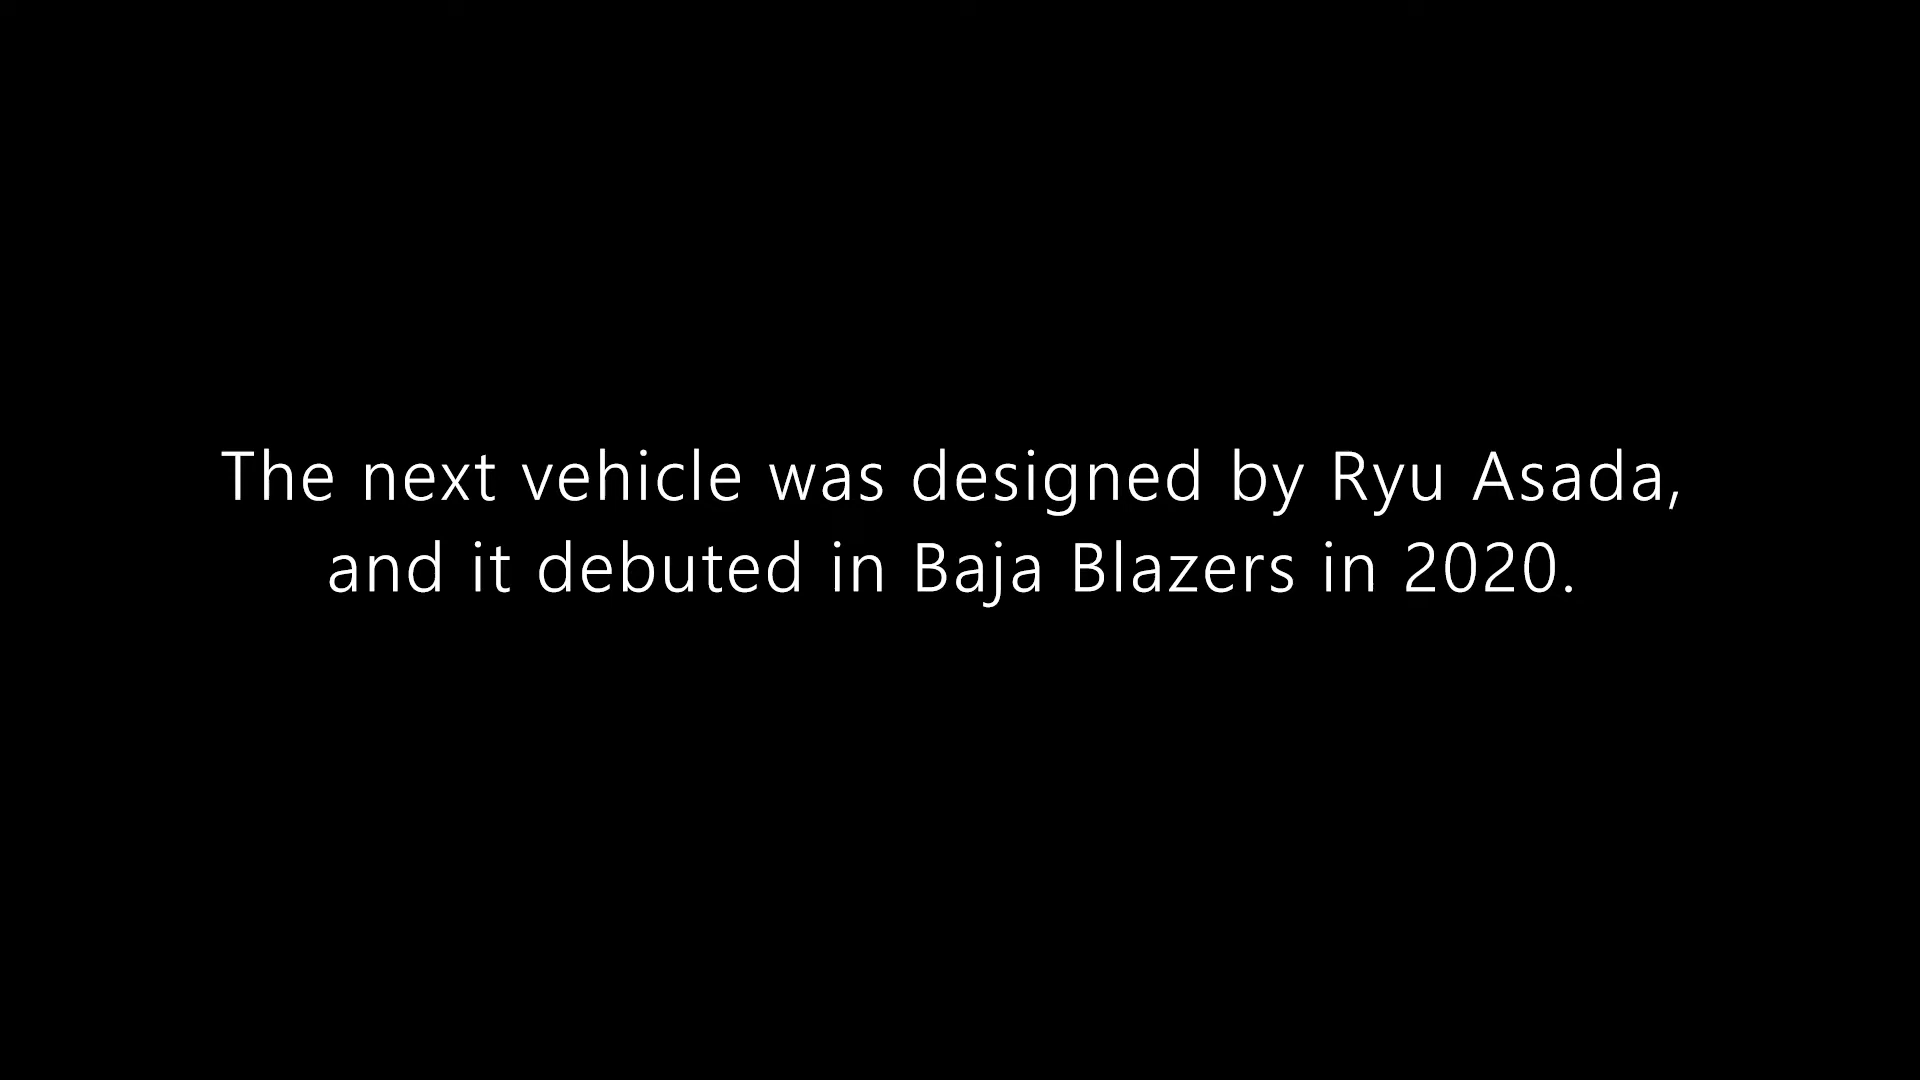 The next vehicle was designed by Ryu Asada,
and it debuted in Baja Blazers in 2020.